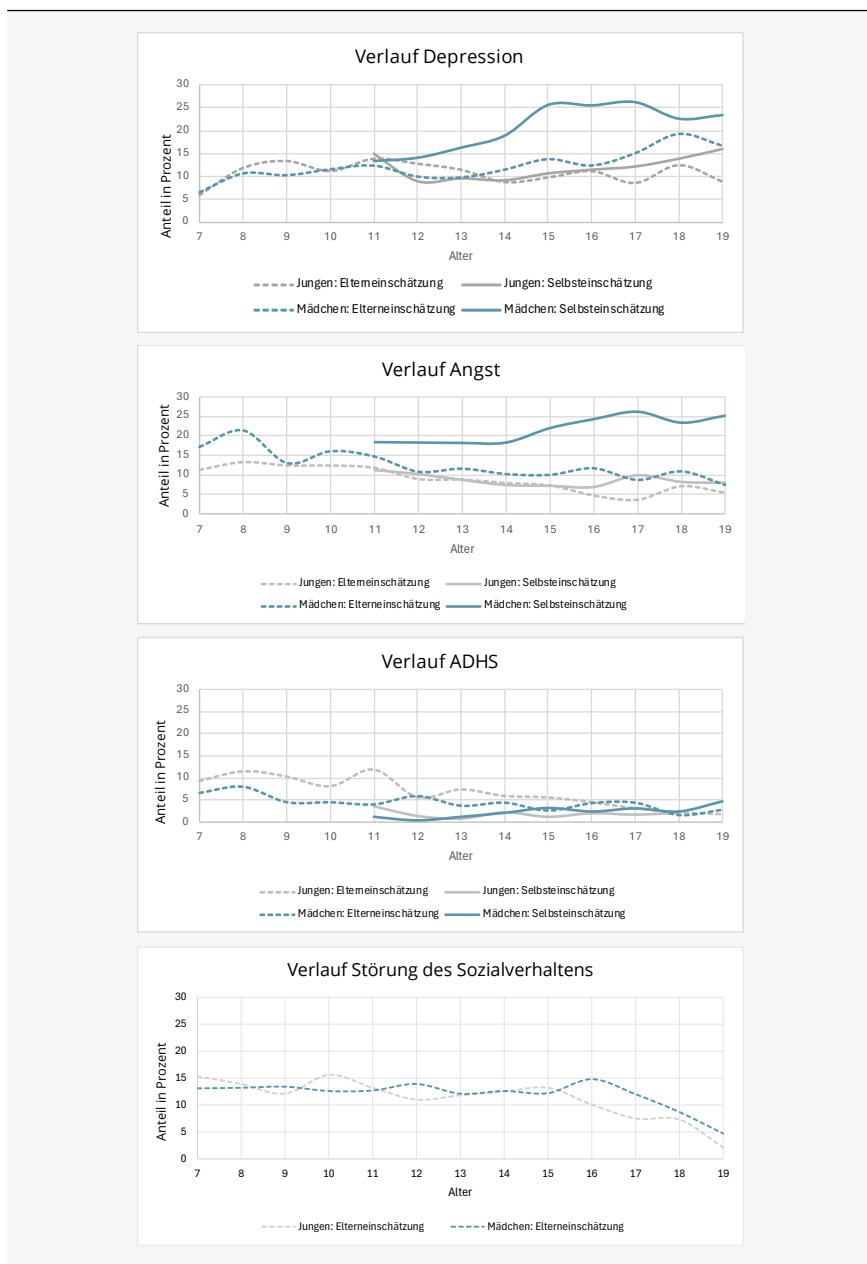 Verlauf Depression
Anteil in Prozent
30
25
20
15
10
5
0
7 8 9 10 11 12 13 14 15 16 17 18 19
Alter
Jungen: Elterneinschätzung Jungen: Selbsteinschätzung
Mädchen: Elterneinschätzung Mädchen: Selbsteinschätzung
Verlauf Angst
Anteil in Prozent
30
25
20
15
10
5
0
7 8 9 10 11 12 13 14 15 16 17 18 19
Alter
Jungen: Elterneinschätzung Jungen: Selbsteinschätzung
Mädchen: Elterneinschätzung Mädchen: Selbsteinschätzung
Verlauf ADHS
Anteil in Prozent
30
25
20
15
10
5
0
7 8 9 10 11 12 13 14 15 16 17 18 19
Alter
Jungen: Elterneinschätzung Jungen: Selbsteinschätzung
Mädchen: Elterneinschätzung Mädchen: Selbsteinschätzung
Verlauf Störung des Sozialverhaltens
Anteil in Prozent
30
25
20
15
10
5
0
7 8 9 10 11 12 13 14 15 16 17 18 19
Alter
Jungen: Elterneinschätzung Mädchen: Elterneinschätzung